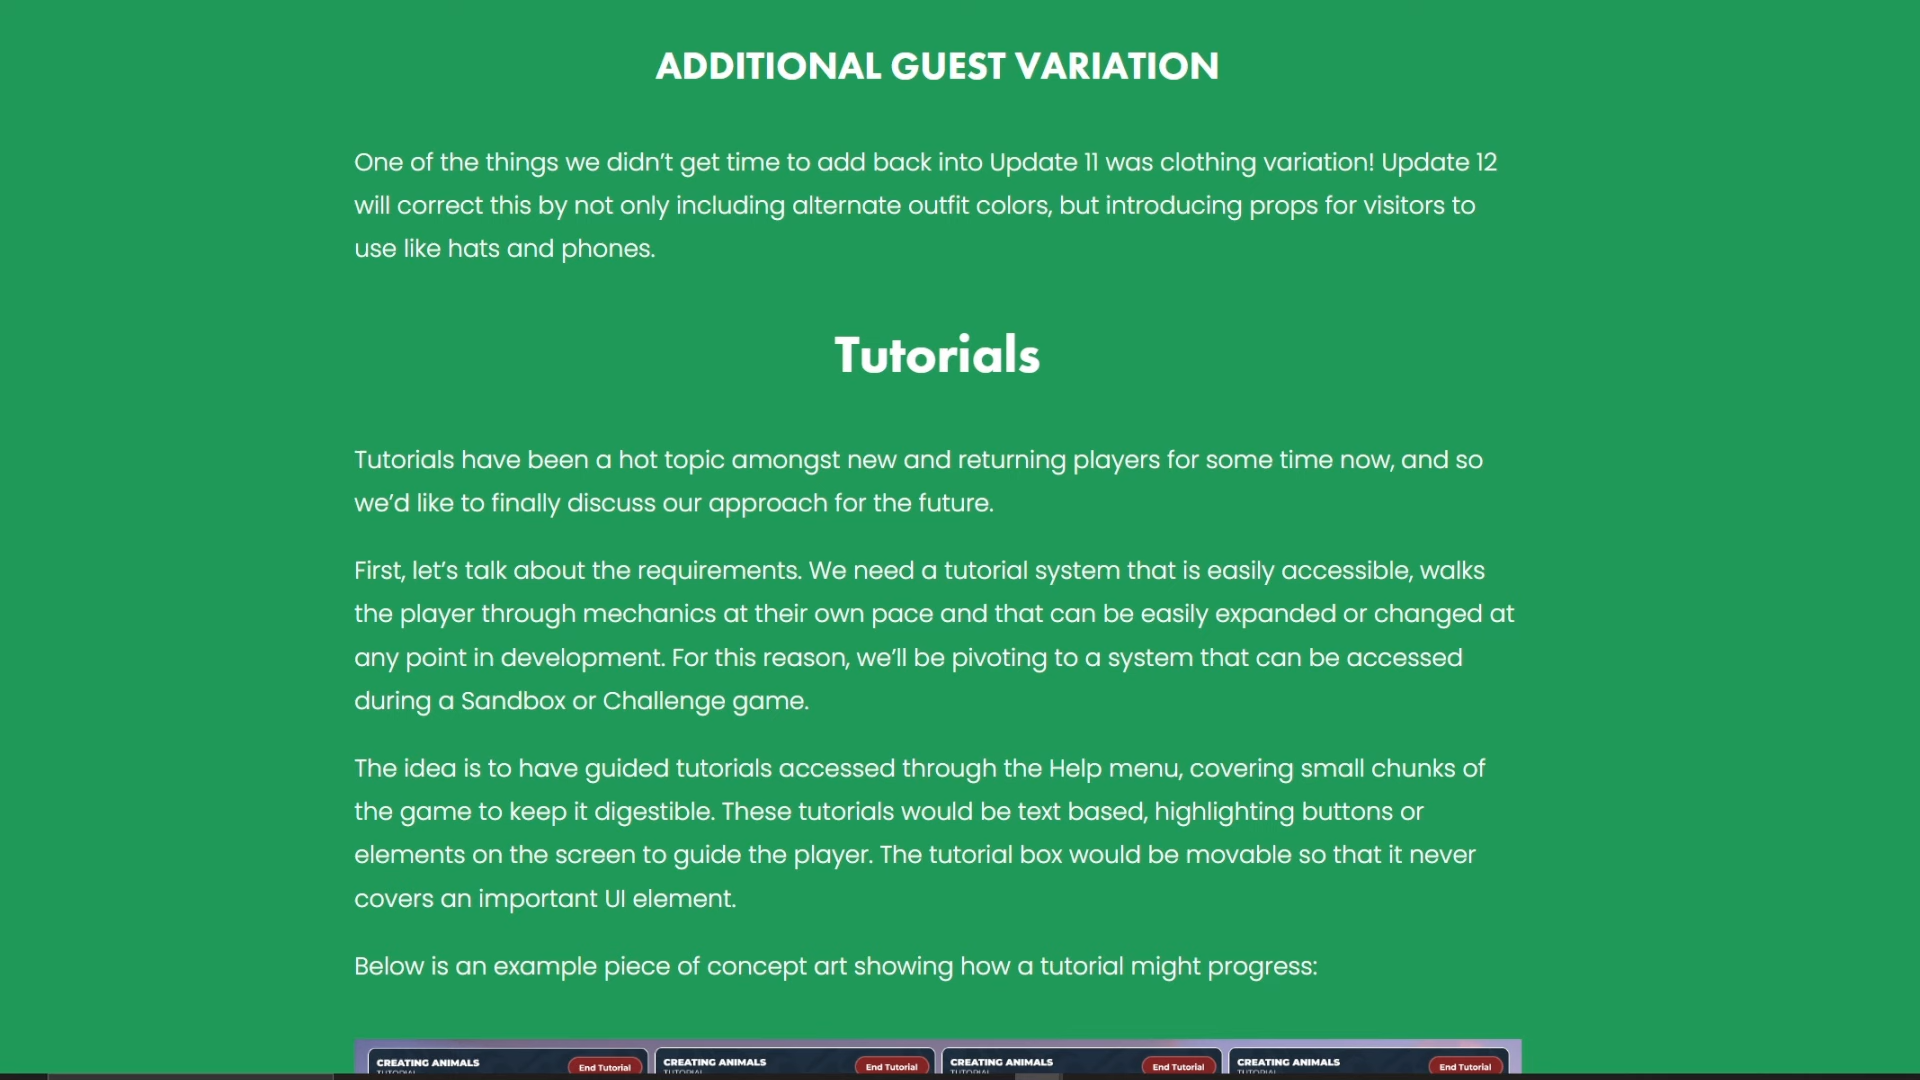 ADDITIONAL GUEST VARIATION
One of the things we didn’t get time to add back into Update 11 was clothing variation! Update 12
will correct this by not only including alternate outfit colors, but introducing props for visitors to
use like hats and phones.
Tutorials
Tutorials have been a hot topic amongst new and returning players for some time now, and so
we’d like to finally discuss our approach for the future.
First, let’s talk about the requirements. We need a tutorial system that is easily accessible, walks
the player through mechanics at their own pace and that can be easily expanded or changed at
any point in development. For this reason, we’ll be pivoting to a system that can be accessed
during a Sandbox or Challenge game.
The idea is to have guided tutorials accessed through the Help menu, covering small chunks of
the game to keep it digestible. These tutorials would be text based, highlighting buttons or
elements on the screen to guide the player. The tutorial box would be movable so that it never
covers an important UI element.
Below is an example piece of concept art showing how a tutorial might progress:
CREATING ANIMALS End Tutorial CREATING ANIMALS End Tutorial CREATING ANIMALS End Tutorial CREATING ANIMALS End Tutorial
TUTORIAL TUTORIAL TUTORIAL TUTORIAL